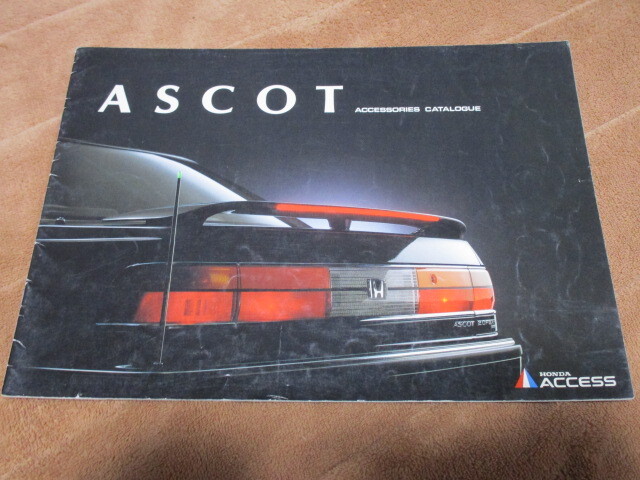 ASCOT ACCESSORIES CATALOGUE
ASCOT
HONDA
ACCESS